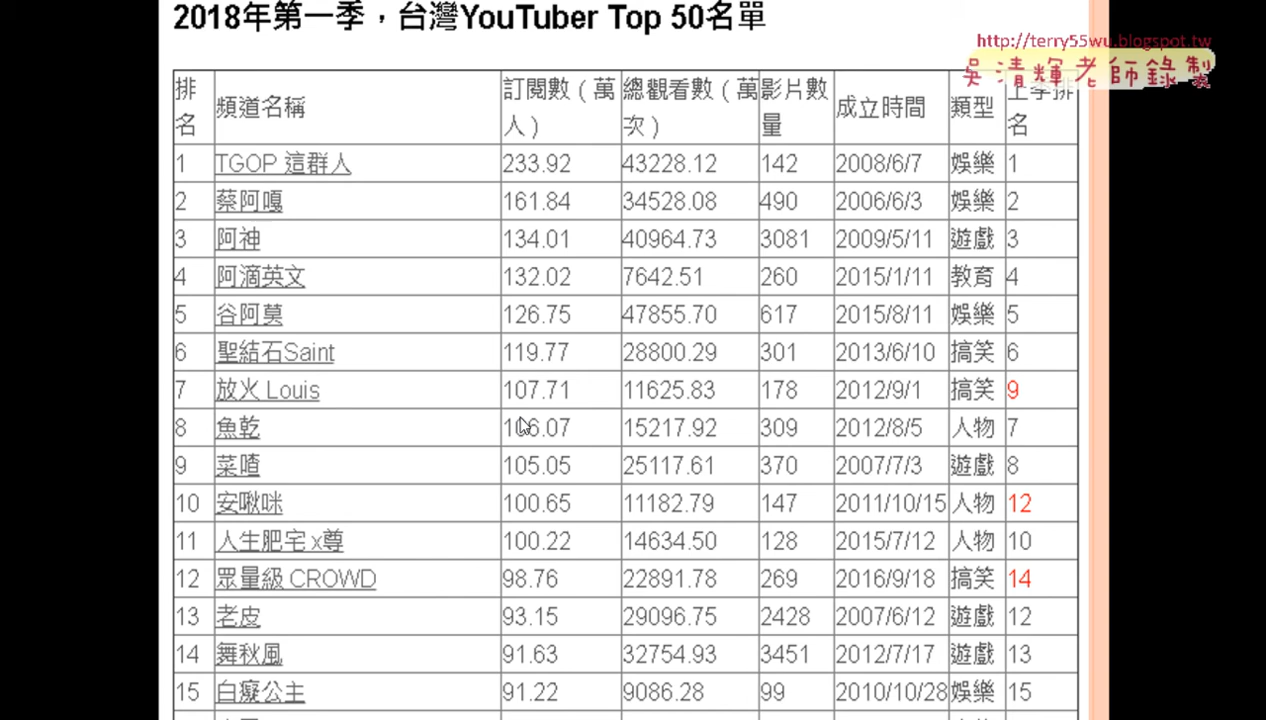 2018年第一季，台灣YouTuber Top 50名單
http://terry55wu.blogspot.tw
吳清輝老師錄製
排名 頻道名稱 訂閱數（萬人） 總觀看數（萬次） 影片數量 成立時間 類型 上季排名
1 TGOP 這群人 233.92 43228.12 142 2008/6/7 娛樂 1
2 蔡阿嘎 161.84 34528.08 490 2006/6/3 娛樂 2
3 阿神 134.01 40964.73 3081 2009/5/11 遊戲 3
4 阿滴英文 132.02 7642.51 260 2015/1/11 教育 4
5 谷阿莫 126.75 47855.70 617 2015/8/11 娛樂 5
6 聖結石Saint 119.77 28800.29 301 2013/6/10 搞笑 6
7 放火 Louis 107.71 11625.83 178 2012/9/1 搞笑 9
8 魚乾 106.07 15217.92 309 2012/8/5 人物 7
9 菜喳 105.05 25117.61 370 2007/7/3 遊戲 8
10 安啾咪 100.65 11182.79 147 2011/10/15 人物 12
11 人生肥宅 x尊 100.22 14634.50 128 2015/7/12 人物 10
12 眾量級 CROWD 98.76 22891.78 269 2016/9/18 搞笑 14
13 老皮 93.15 29096.75 2428 2007/6/12 遊戲 12
14 舞秋風 91.63 32754.93 3451 2012/7/17 遊戲 13
15 白癡公主 91.22 9086.28 99 2010/10/28 娛樂 15